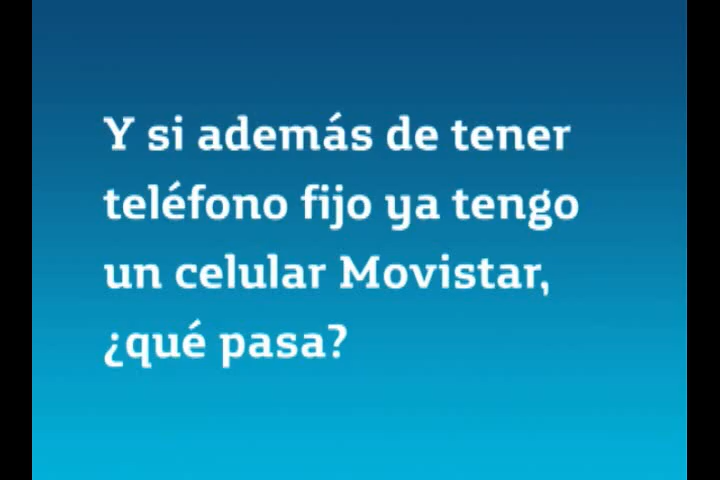 Y si además de tener
teléfono fijo ya tengo
un celular Movistar,
¿qué pasa?